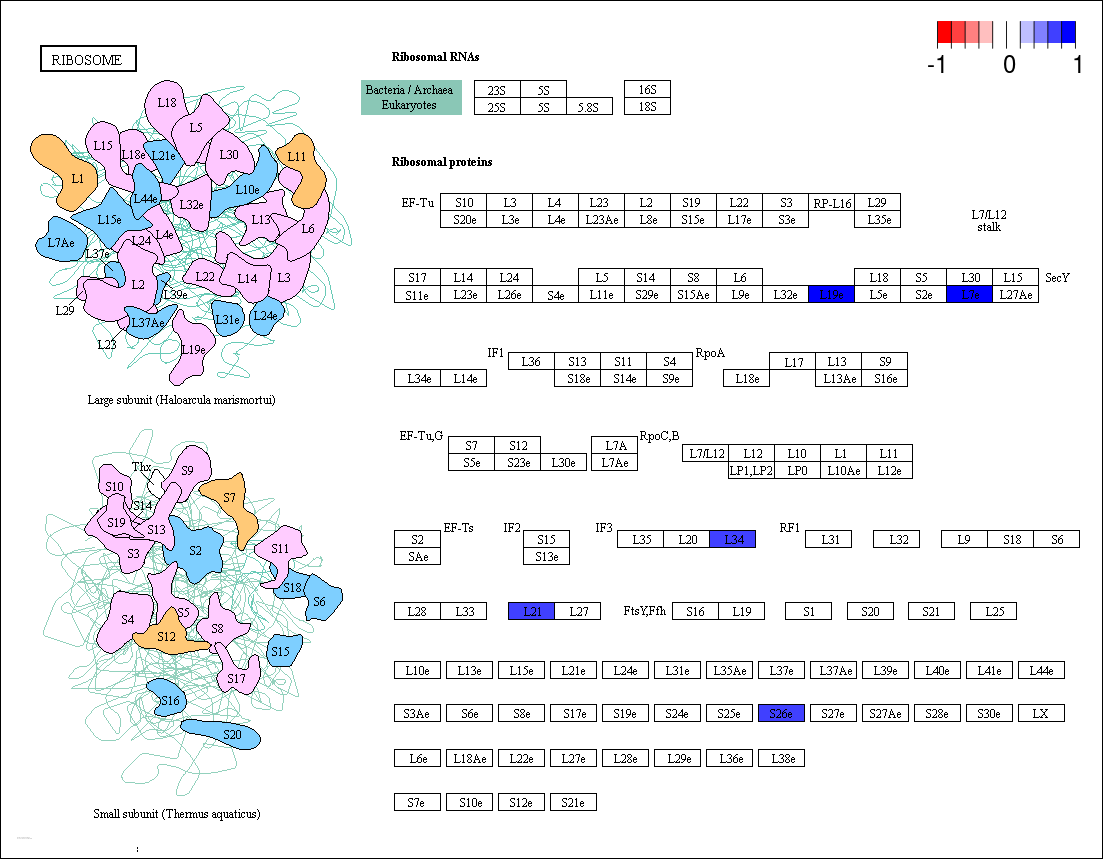 RIBOSOME
-1 0 1
Ribosomal RNAs
Bacteria / Archaea 23S 5S 16S
Eukaryotes 25S 5S 5.8S 18S
Ribosomal proteins
EF-Tu S10 L3 L4 L23 L2 S19 L22 S3 RP-L16 L29
S20e L3e L4e L23Ae L8e S15e L17e S3e L35e
L7/L12
stalk
S17 L14 L24 L5 S14 S8 L6 L18 S5 L30 L15 SecY
S11e L23e L26e S4e L11e S29e S15Ae L9e L32e L19e L5e S2e L7e L27Ae
IF1 L36 S13 S11 S4 RpoA L17 L13 S9
L34e L14e S18e S14e S9e L18e L13Ae S16e
EF-Tu,G S7 S12 L7A RpoC,B L7/L12 L12 L10 L1 L11
S5e S23e L30e L7Ae LP1,LP2 LP0 L10Ae L12e
S2 EF-Ts IF2 S15 IF3 L35 L20 L34 RF1 L31 L32 L9 S18 S6
SAe S13e
L28 L33 L21 L27 FtsY,Ffh S16 L19 S1 S20 S21 L25
L10e L13e L15e L21e L24e L31e L35Ae L37e L37Ae L39e L40e L41e L44e
S3Ae S6e S8e S17e S19e S24e S25e S26e S27e S27Ae S28e S30e LX
L6e L18Ae L22e L27e L28e L29e L36e L38e
S7e S10e S12e S21e
L18
L5
L15
L18e
L21e
L30
L11
L1
L10e
L44e
L32e
L15e
L13
L6
L7Ae
L24
L4e
L37e
L22
L14
L3
L2
L39e
L29
L37Ae
L31e
L24e
L23
L19e
Large subunit (Haloarcula marismortui)
Thx
S9
S10
S7
S14
S19
S13
S3
S2
S11
S18
S6
S4
S5
S8
S12
S15
S17
S16
S20
Small subunit (Thermus aquaticus)
: